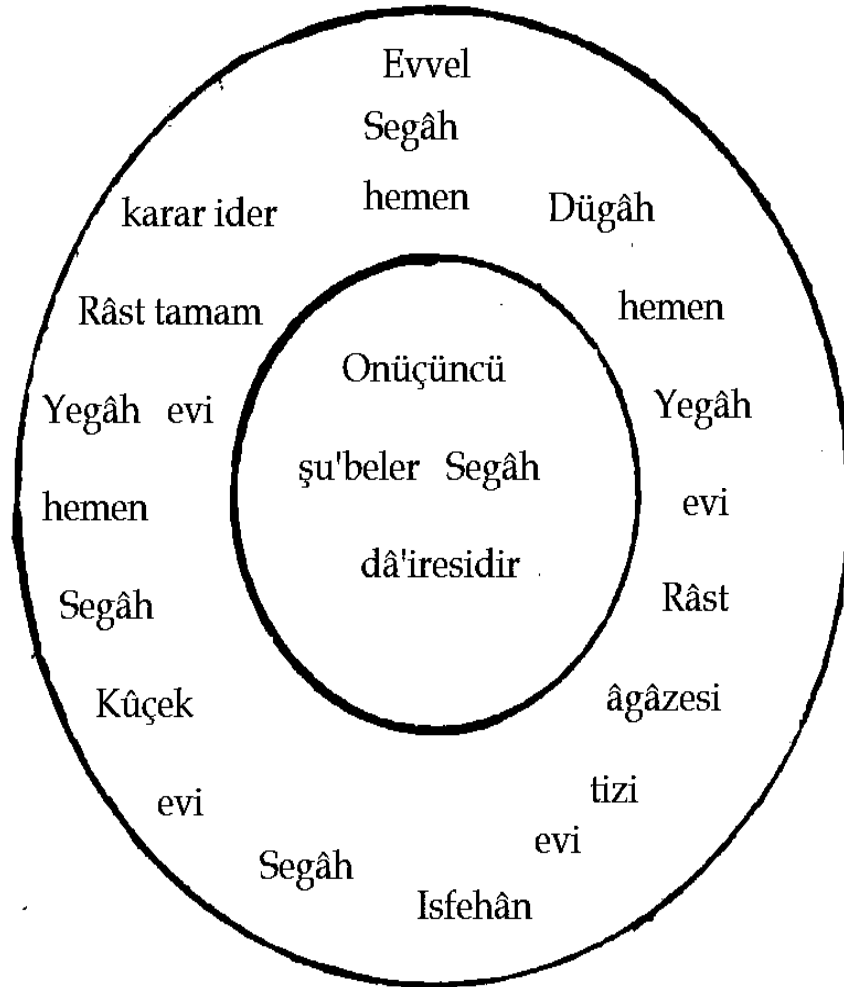 Evvel
Segâh
hemen
Dügâh
hemen
Yegâh
evi
Râst
âgâzesi
tizi
evi
Isfehân
Segâh
evi
Kûçek
Segâh
hemen
Yegâh evi
Râst tamam
karar ider
Onüçüncü
şu'beler Segâh
dâ'iresidir